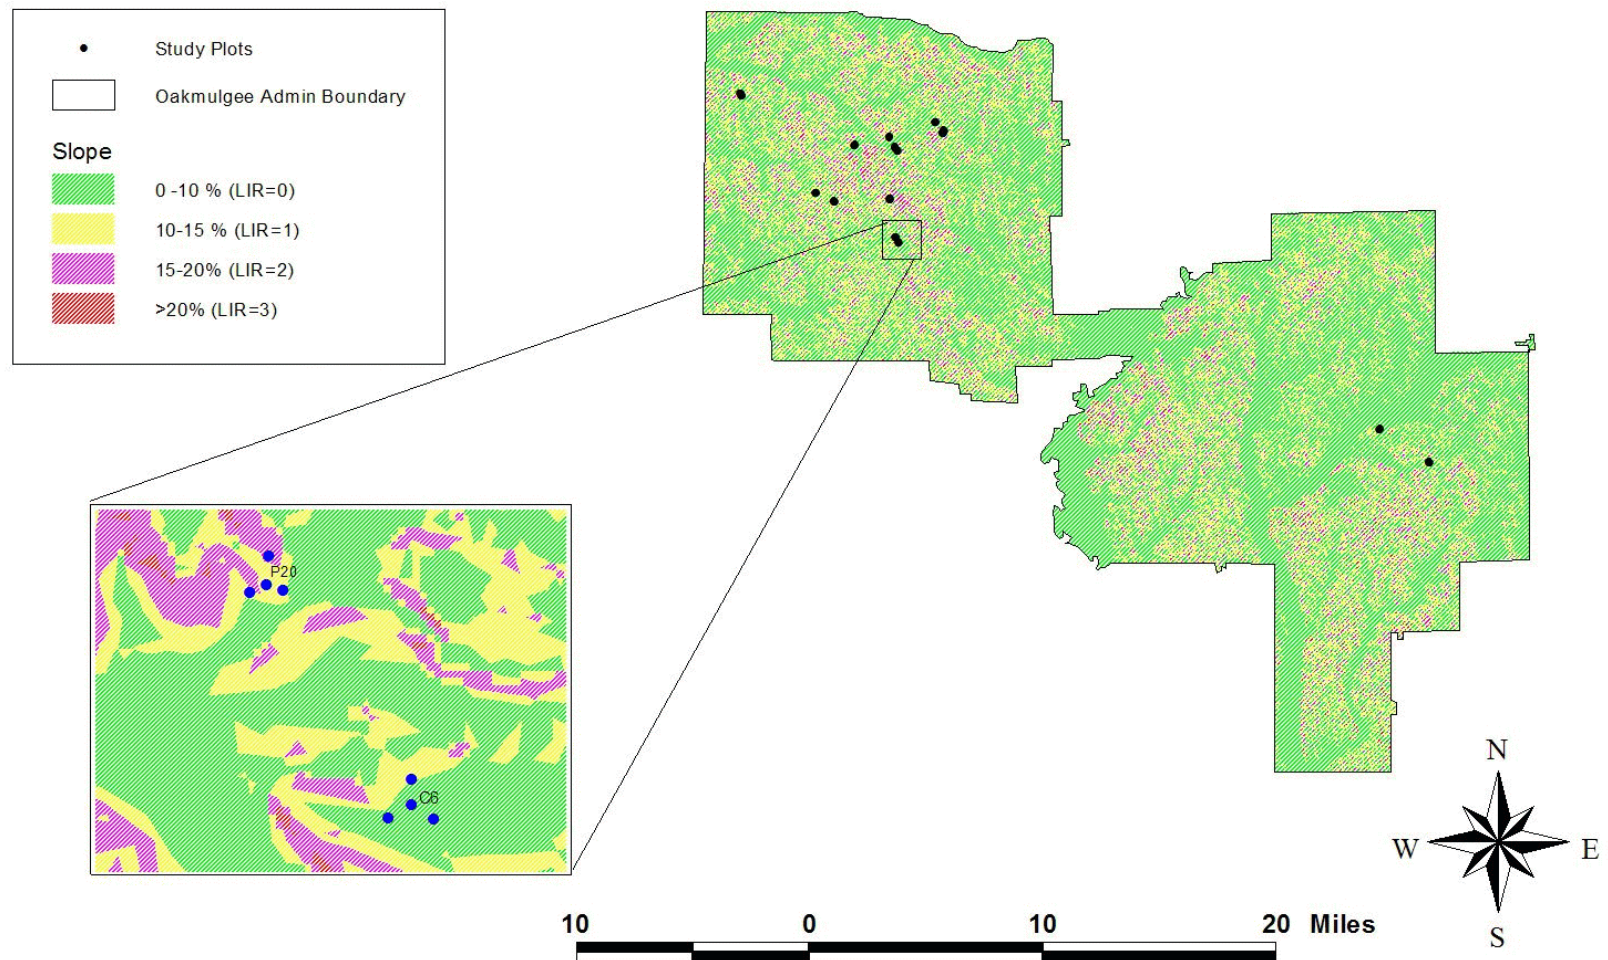 Study Plots
Oakmulgee Admin Boundary
Slope
0 -10 % (LIR=0)
10-15 % (LIR=1)
15-20% (LIR=2)
>20% (LIR=3)
P20
C6
N
W E
S
10 0 10 20 Miles